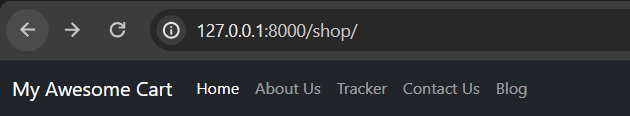 127.0.0.1:8000/shop/
My Awesome Cart Home About Us Tracker Contact Us Blog